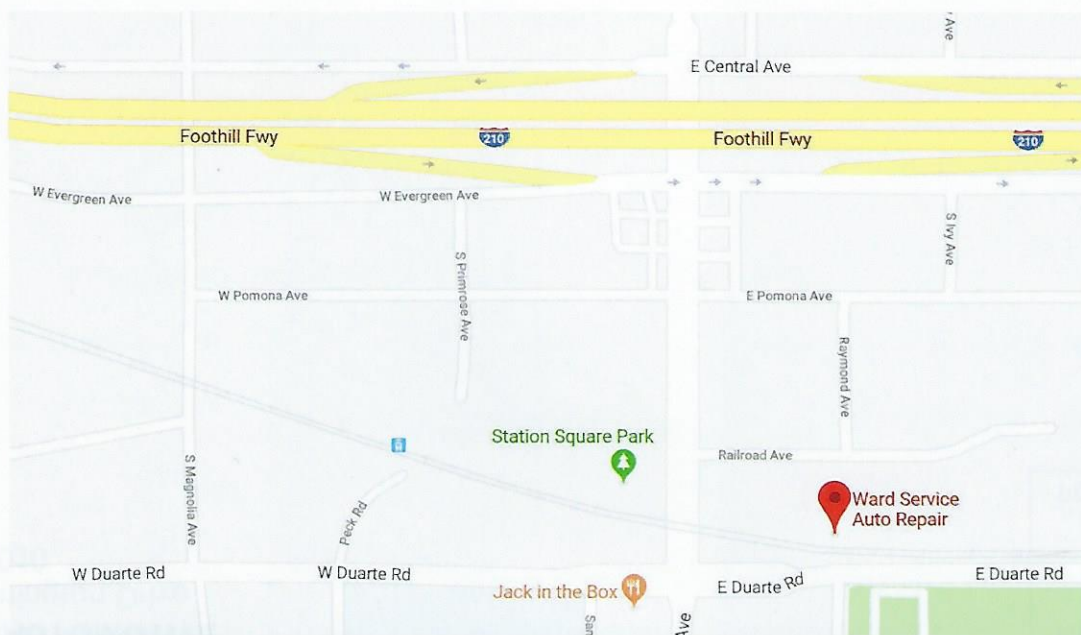 Ave
E Central Ave
Foothill Fwy
210
Foothill Fwy
210
W Evergreen Ave
W Evergreen Ave
S Primrose Ave
S Ivy Ave
W Pomona Ave
E Pomona Ave
Raymond Ave
Station Square Park
Railroad Ave
S Magnolia Ave
Peck Rd
Ward Service
Auto Repair
W Duarte Rd
W Duarte Rd
E Duarte Rd
E Duarte Rd
Jack in the Box
San
Ave